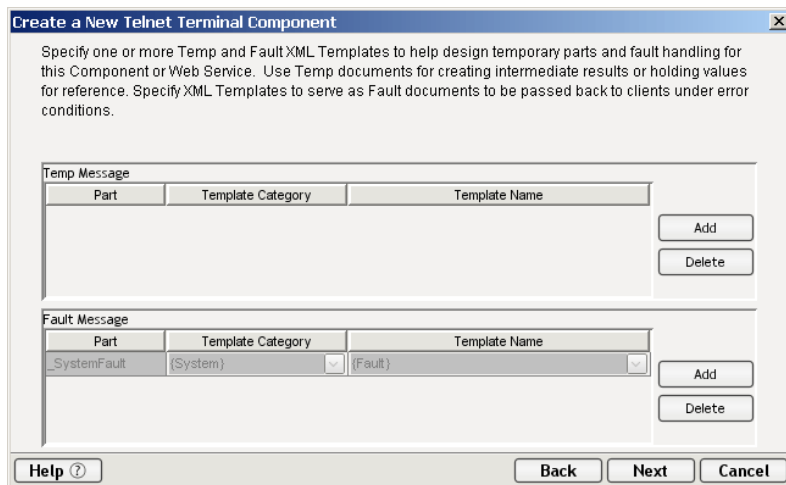 Create a New Telnet Terminal Component
Specify one or more Temp and Fault XML Templates to help design temporary parts and fault handling for
this Component or Web Service. Use Temp documents for creating intermediate results or holding values
for reference. Specify XML Templates to serve as Fault documents to be passed back to clients under error
conditions.
Temp Message
Part Template Category Template Name
Add
Delete
Fault Message
Part Template Category Template Name
_SystemFault {System} {Fault}
Add
Delete
Help ? Back Next Cancel